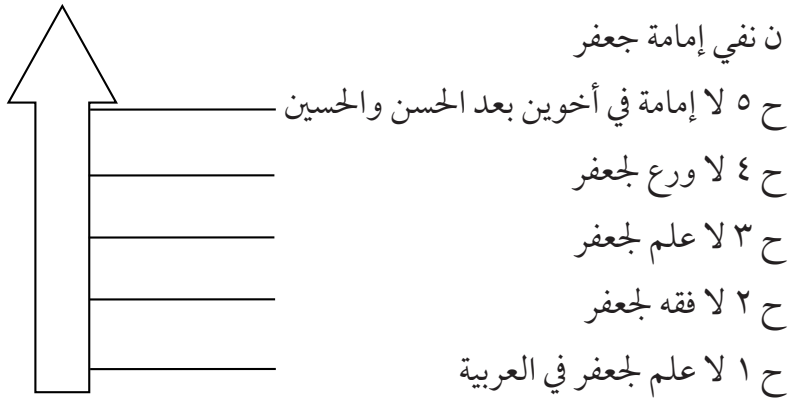 ن نفي إمامة جعفر
ح ٥ لا إمامة في أخوين بعد الحسن والحسين
ح ٤ لا ورع لجعفر
ح ٣ لا علم لجعفر
ح ٢ لا فقه لجعفر
ح ١ لا علم لجعفر في العربية